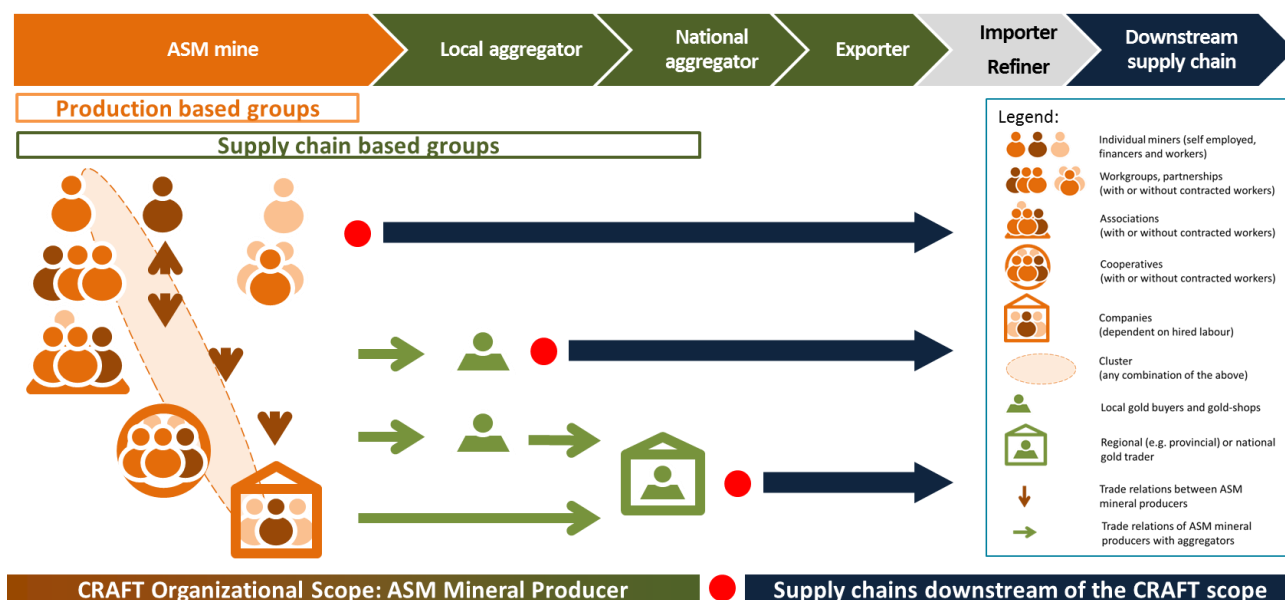 ASM mine
Local aggregator
National
aggregator
Exporter
Importer
Refiner
Downstream
supply chain
Production based groups
Supply chain based groups
Legend:
Individual miners (self employed,
financers and workers)
Workgroups, partnerships
(with or without contracted workers)
Associations
(with or without contracted workers)
Cooperatives
(with or without contracted workers)
Companies
(dependent on hired labour)
Cluster
(any combination of the above)
Local gold buyers and gold-shops
Regional (e.g. provincial) or national
gold trader
Trade relations between ASM
mineral producers
Trade relations of ASM mineral
producers with aggregators
CRAFT Organizational Scope: ASM Mineral Producer
Supply chains downstream of the CRAFT scope